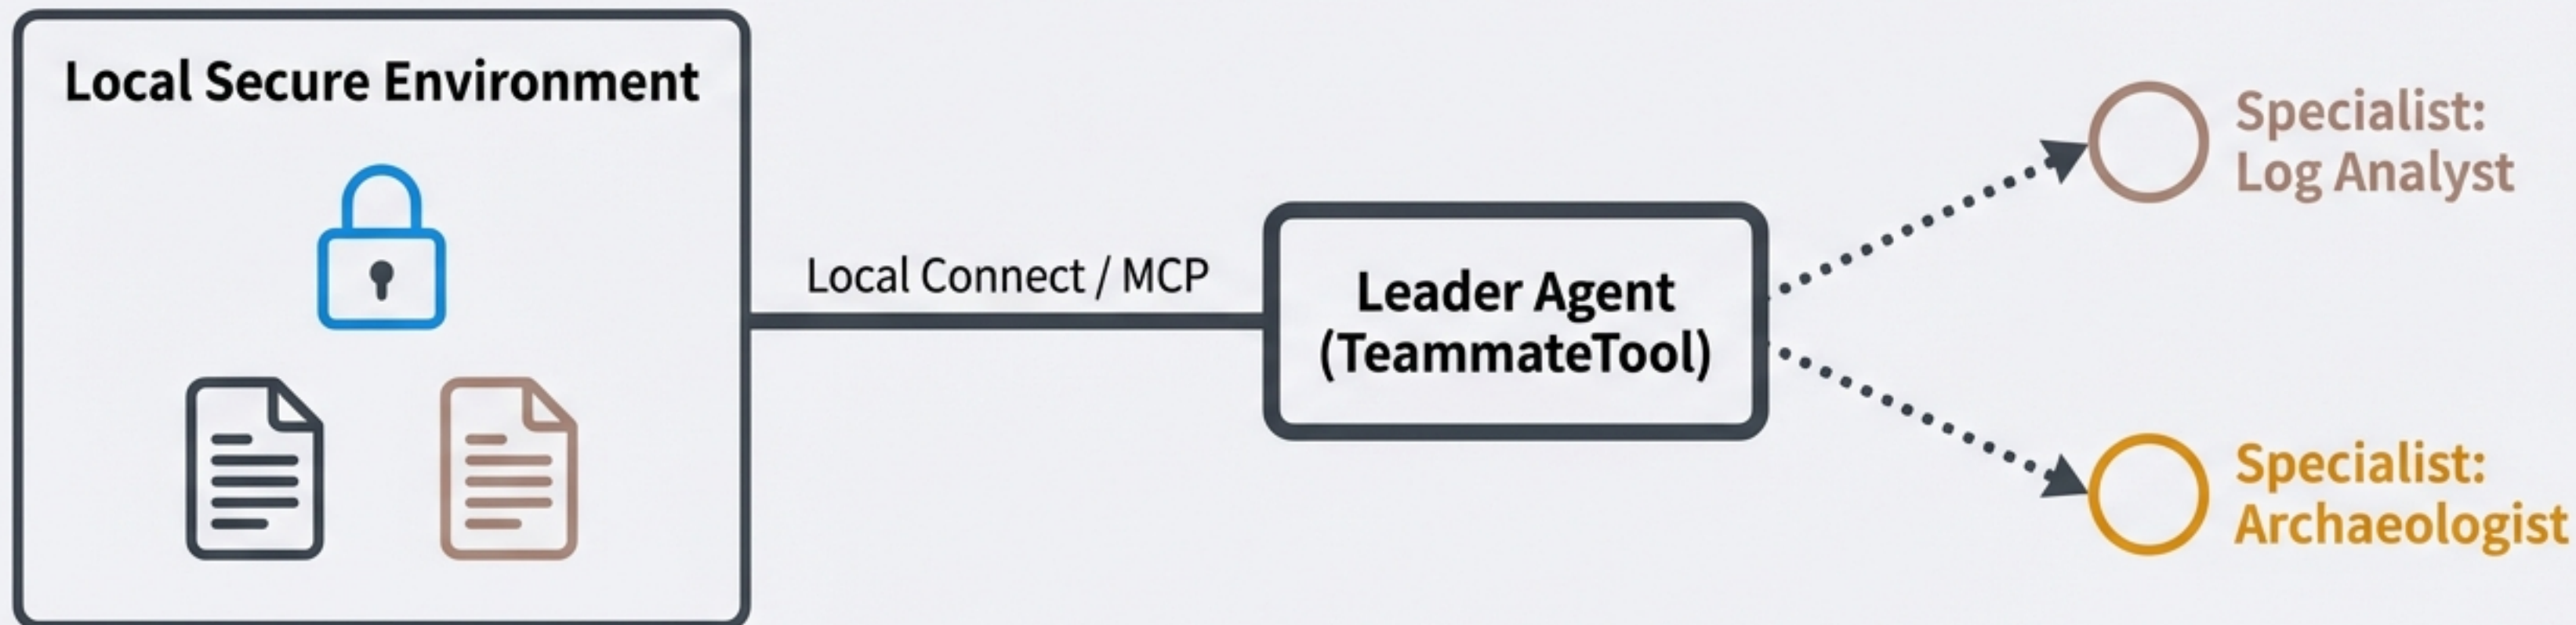 Local Secure Environment
Local Connect / MCP
Leader Agent
(TeammateTool)
Specialist:
Log Analyst
Specialist:
Archaeologist